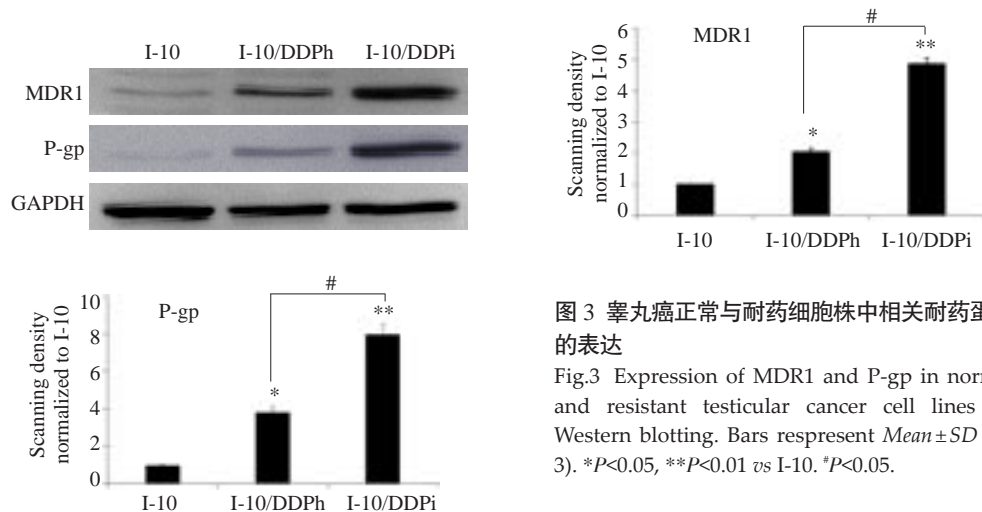 I-10 I-10/DDPh I-10/DDPi
MDR1
P-gp
GAPDH
Scanning density
normalized to I-10
6
5
4
3
2
1
0
MDR1
#
*
**
I-10 I-10/DDPh I-10/DDPi
Scanning density
normalized to I-10
10
8
6
4
2
0
P-gp
#
*
**
I-10 I-10/DDPh I-10/DDPi
图 3 睾丸癌正常与耐药细胞株中相关耐药蛋
的表达
Fig.3 Expression of MDR1 and P-gp in norm
and resistant testicular cancer cell lines
Western blotting. Bars respresent Mean±SD
3). *P<0.05, **P<0.01 vs I-10. #P<0.05.